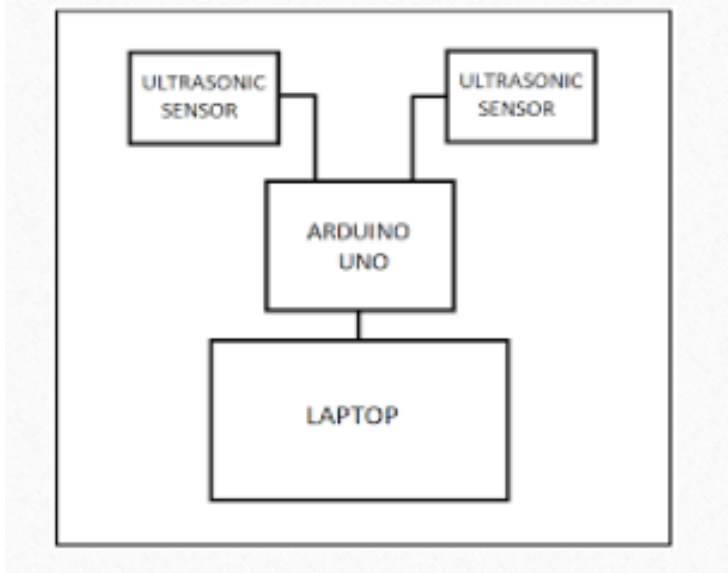 ULTRASONIC
SENSOR
ULTRASONIC
SENSOR
ARDUINO
UNO
LAPTOP